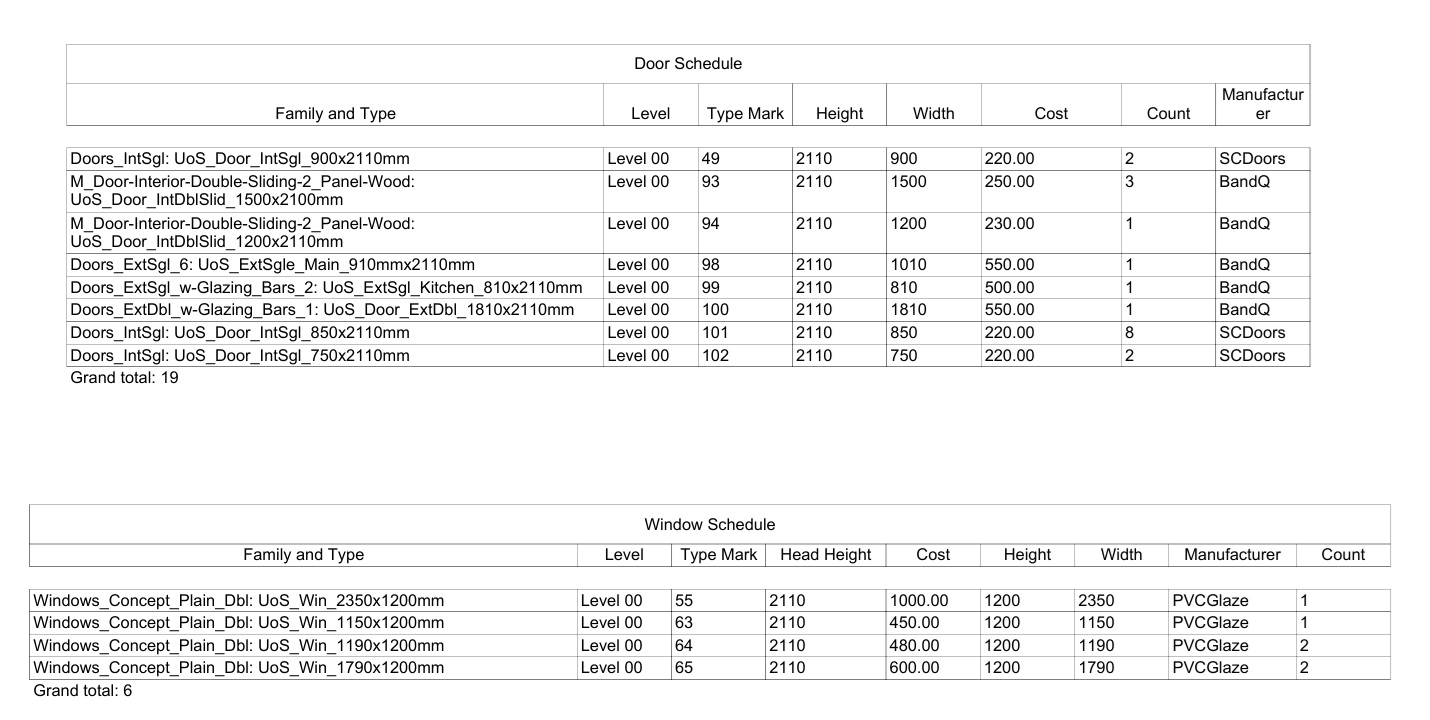 Door Schedule
Family and Type Level Type Mark Height Width Cost Count Manufactur
er
Doors_IntSgl: UoS_Door_IntSgl_900x2110mm Level 00 49 2110 900 220.00 2 SCDoors
M_Door-Interior-Double-Sliding-2_Panel-Wood: Level 00 93 2110 1500 250.00 3 BandQ
UoS_Door_IntDblSlid_1500x2100mm
M_Door-Interior-Double-Sliding-2_Panel-Wood: Level 00 94 2110 1200 230.00 1 BandQ
UoS_Door_IntDblSlid_1200x2110mm
Doors_ExtSgl_6: UoS_ExtSgle_Main_910mmx2110mm Level 00 98 2110 1010 550.00 1 BandQ
Doors_ExtSgl_w-Glazing_Bars_2: UoS_ExtSgl_Kitchen_810x2110mm Level 00 99 2110 810 500.00 1 BandQ
Doors_ExtDbl_w-Glazing_Bars_1: UoS_Door_ExtDbl_1810x2110mm Level 00 100 2110 1810 550.00 1 BandQ
Doors_IntSgl: UoS_Door_IntSgl_850x2110mm Level 00 101 2110 850 220.00 8 SCDoors
Doors_IntSgl: UoS_Door_IntSgl_750x2110mm Level 00 102 2110 750 220.00 2 SCDoors
Grand total: 19
Window Schedule
Family and Type Level Type Mark Head Height Cost Height Width Manufacturer Count
Windows_Concept_Plain_Dbl: UoS_Win_2350x1200mm Level 00 55 2110 1000.00 1200 2350 PVCGlaze 1
Windows_Concept_Plain_Dbl: UoS_Win_1150x1200mm Level 00 63 2110 450.00 1200 1150 PVCGlaze 1
Windows_Concept_Plain_Dbl: UoS_Win_1190x1200mm Level 00 64 2110 480.00 1200 1190 PVCGlaze 2
Windows_Concept_Plain_Dbl: UoS_Win_1790x1200mm Level 00 65 2110 600.00 1200 1790 PVCGlaze 2
Grand total: 6